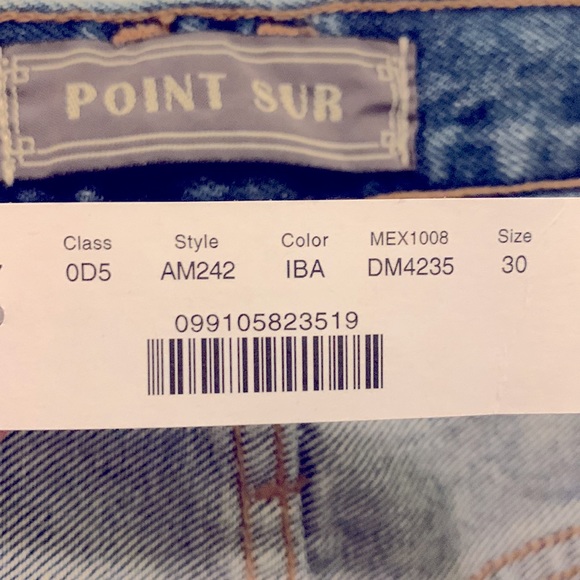 POINT SUR
Class Style Color MEX1008 Size
0D5 AM242 IBA DM4235 30
099105823519